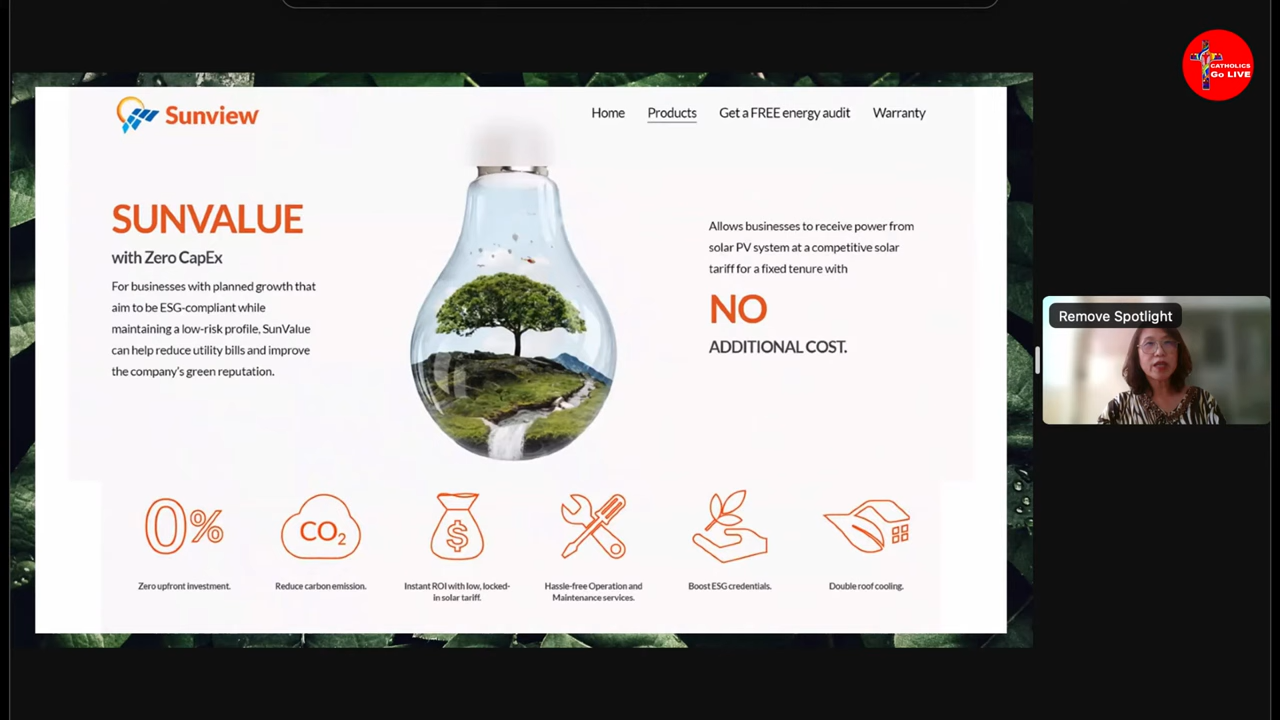 CATHOLICS
Go LIVE
Sunview
Home Products Get a FREE energy audit Warranty
SUNVALUE
with Zero CapEx
For businesses with planned growth that
aim to be ESG-compliant while
maintaining a low-risk profile, SunValue
can help reduce utility bills and improve
the company's green reputation.
Allows businesses to receive power from
solar PV system at a competitive solar
tariff for a fixed tenure with
NO
ADDITIONAL COST.
Remove Spotlight
0%
CO2
$
Zero upfront investment.
Reduce carbon emission.
Instant ROI with low, locked-
in solar tariff.
Hassle-free Operation and
Maintenance services.
Boost ESG credentials.
Double roof cooling.